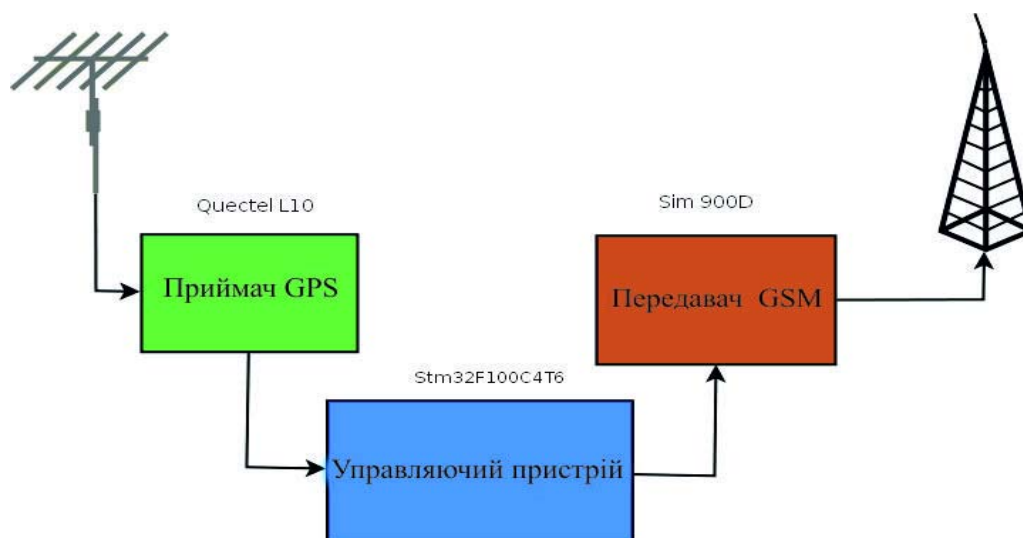 Quectel L10
Sim 900D
Приймач GPS
Передавач GSM
Stm32F100C4T6
Управляючий пристрій